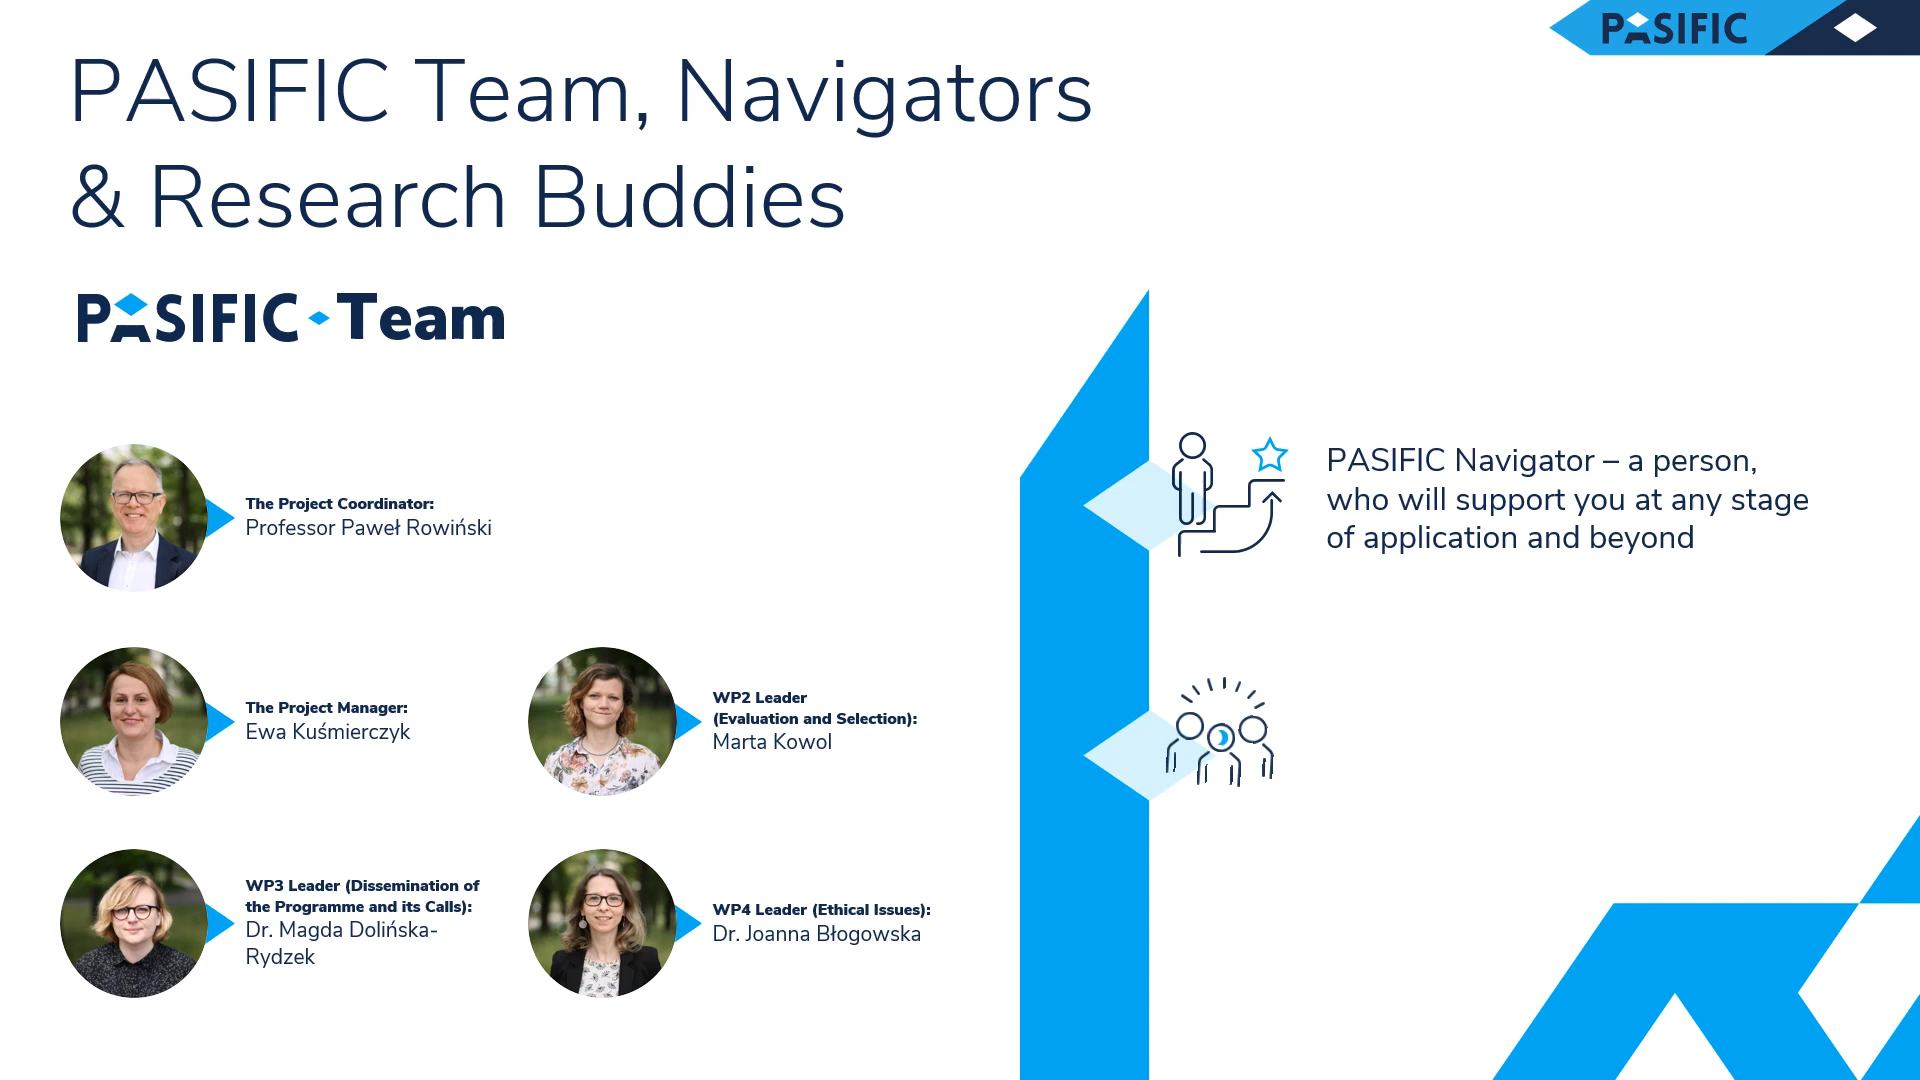 PASIFIC
PASIFIC Team, Navigators
& Research Buddies
PASIFIC Team
The Project Coordinator:
Professor Paweł Rowiński
The Project Manager:
Ewa Kuśmierczyk
WP2 Leader
(Evaluation and Selection):
Marta Kowol
WP3 Leader (Dissemination of
the Programme and its Calls):
Dr. Magda Dolińska-
Rydzek
WP4 Leader (Ethical Issues):
Dr. Joanna Błogowska
PASIFIC Navigator – a person,
who will support you at any stage
of application and beyond